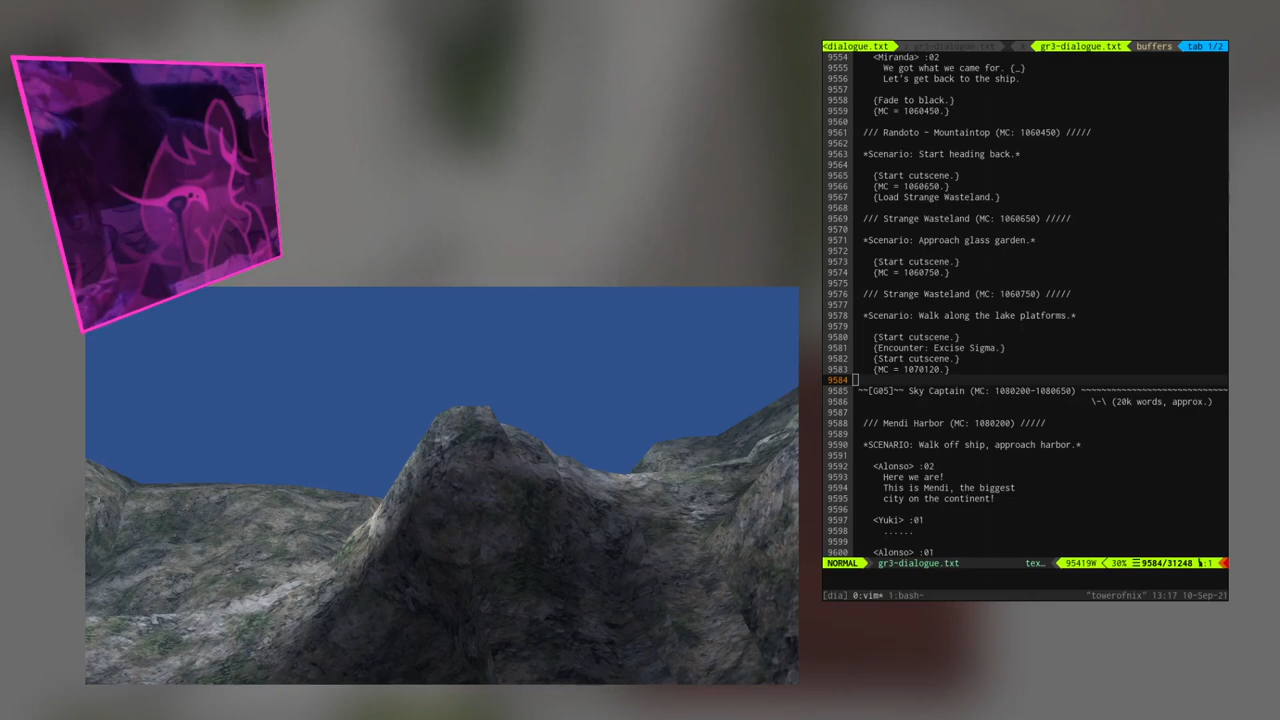 <dialogue.txt gr1-dialogue.txt gr3-dialogue.txt buffers tab 1/2
9554 <Miranda> :02
9555 We got what we came for. {_}
9556 Let's get back to the ship.
9557
9558 {Fade to black.}
9559 {MC = 1060450.}
9560
9561 /// Randoto - Mountaintop (MC: 1060450) /////
9562
9563 *Scenario: Start heading back.*
9564
9565 {Start cutscene.}
9566 {MC = 1060650.}
9567 {Load Strange Wasteland.}
9568
9569 /// Strange Wasteland (MC: 1060650) /////
9570
9571 *Scenario: Approach glass garden.*
9572
9573 {Start cutscene.}
9574 {MC = 1060750.}
9575
9576 /// Strange Wasteland (MC: 1060750) /////
9577
9578 *Scenario: Walk along the lake platforms.*
9579
9580 {Start cutscene.}
9581 {Encounter: Excise Sigma.}
9582 {Start cutscene.}
9583 {MC = 1070120.}
9584
9585 ~~[G05]~~ Sky Captain (MC: 1080200-1080650) ~~~~~~~~~~~~~~~~~~~~~~~~~~~~~
9586 \-\ (20k words, approx.)
9587
9588 /// Mendi Harbor (MC: 1080200) /////
9589
9590 *SCENARIO: Walk off ship, approach harbor.*
9591
9592 <Alonso> :02
9593 Here we are!
9594 This is Mendi, the biggest
9595 city on the continent!
9596
9597 <Yuki> :01
9598 ......
9599
9600 <Alonso> :01
NORMAL gr3-dialogue.txt tex… 95419W 30% 9584/31248 :1
[dia] 0:vim* 1:bash- "towerofnix" 13:17 10-Sep-21